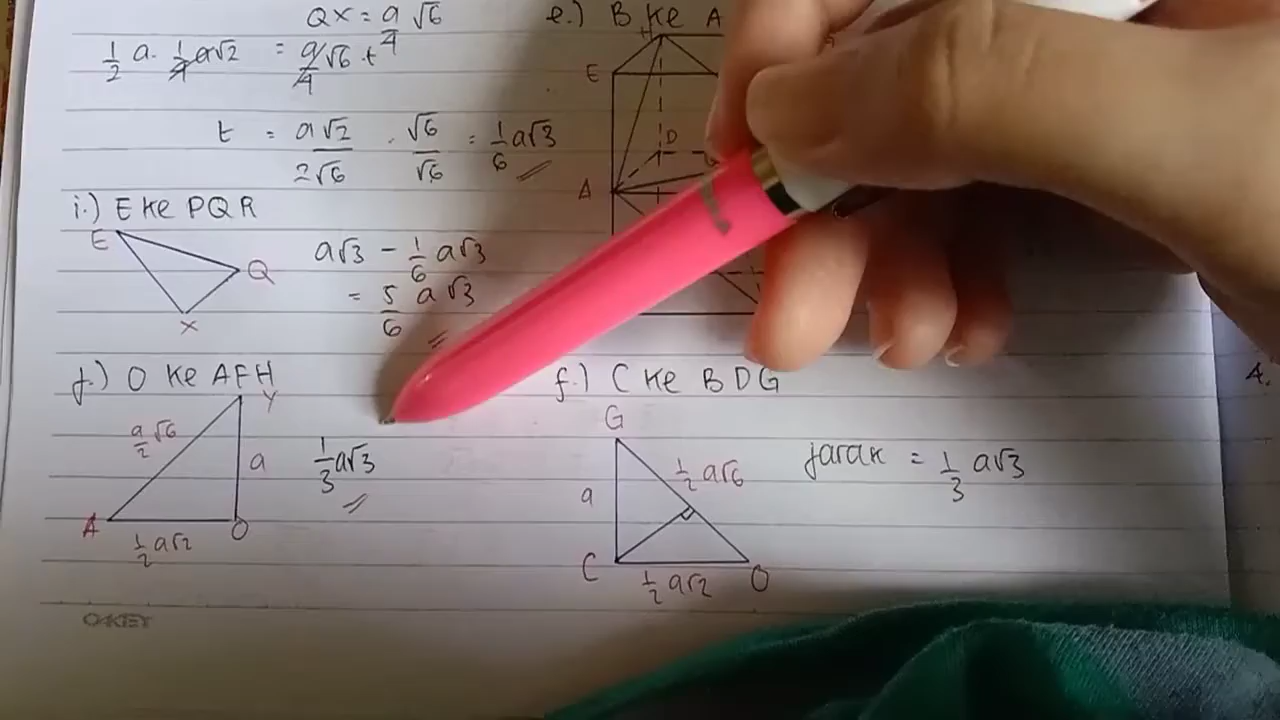 QX = a/4 √6
1/2 a. 1/4 a√2 = a/4 √6 . t
t = a√2/2√6 . √6/√6 = 1/6 a√3
i.) E ke PQR
E
Q
X
a√3 - 1/6 a√3
= 5/6 a√3
j.) O ke AFH
Y
a/2 √6
a
A
O
1/2 a√2
1/3 a√3
e.) B ke A
H
E
D
A
f.) C ke BDG
G
1/2 a√6
a
C
O
1/2 a√2
jarak = 1/3 a√3
A.
OAKEY